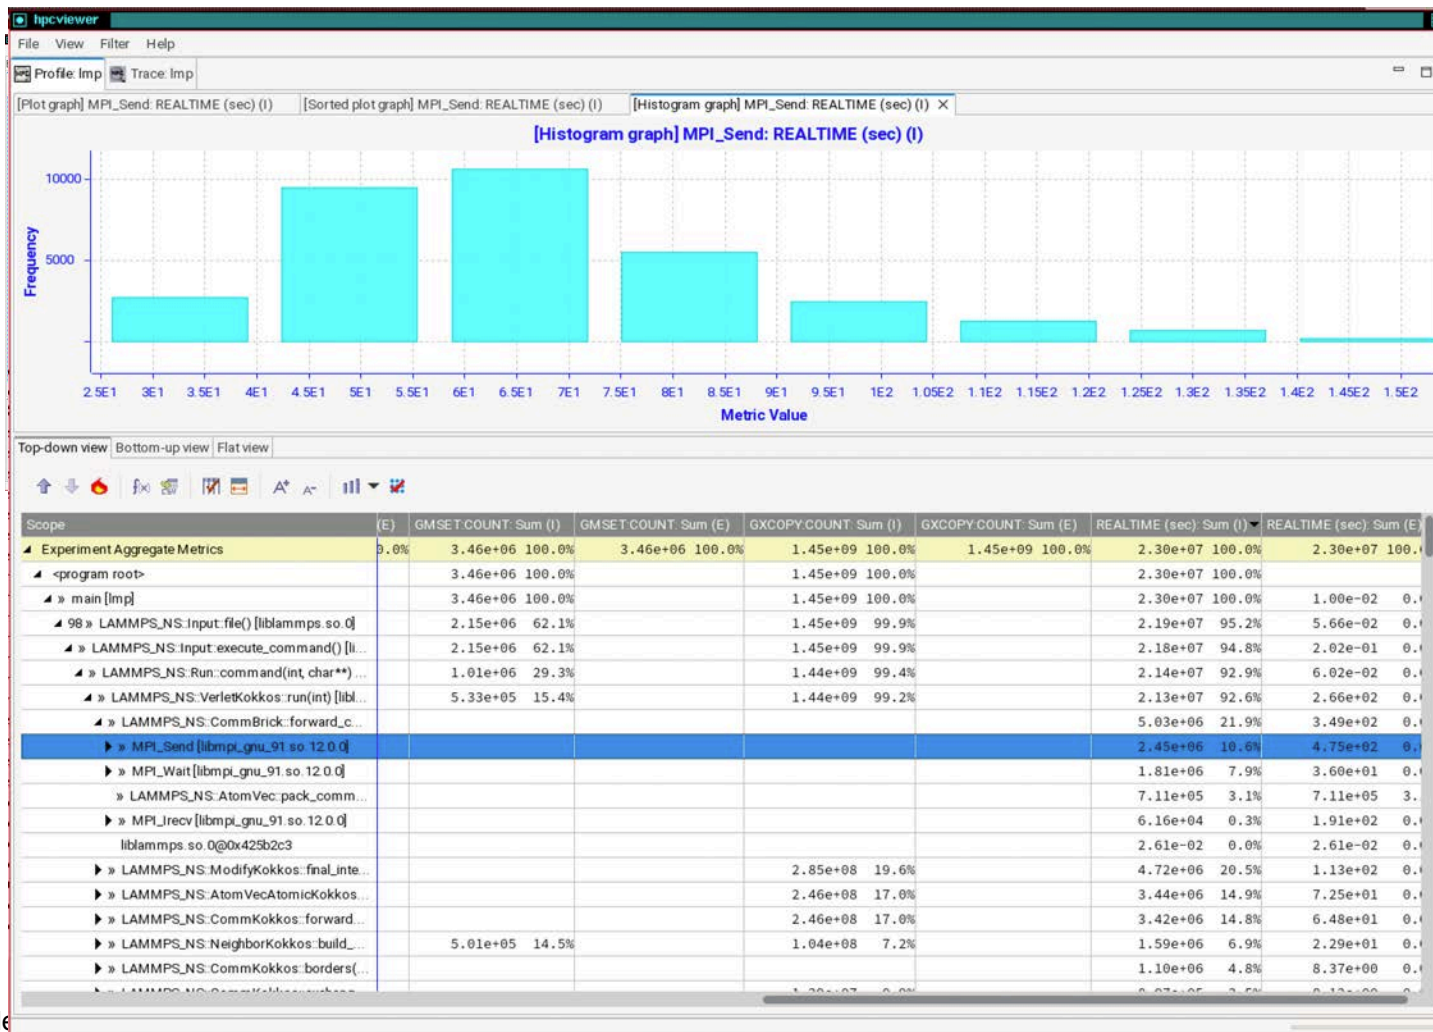 hpcviewer
File View Filter Help
Profile: lmp Trace: lmp
[Plot graph] MPI_Send: REALTIME (sec) (I) [Sorted plot graph] MPI_Send: REALTIME (sec) (I) [Histogram graph] MPI_Send: REALTIME (sec) (I)
[Histogram graph] MPI_Send: REALTIME (sec) (I)
10000
5000
Frequency
2.5E1 3E1 3.5E1 4E1 4.5E1 5E1 5.5E1 6E1 6.5E1 7E1 7.5E1 8E1 8.5E1 9E1 9.5E1 1E2 1.05E2 1.1E2 1.15E2 1.2E2 1.25E2 1.3E2 1.35E2 1.4E2 1.45E2 1.5E2
Metric Value
Top-down view Bottom-up view Flat view
f(x) A+ A-
Scope (E) GMSET:COUNT: Sum (I) GMSET:COUNT: Sum (E) GXCOPY:COUNT: Sum (I) GXCOPY:COUNT: Sum (E) REALTIME (sec): Sum (I) REALTIME (sec): Sum (E)
Experiment Aggregate Metrics 0.0% 3.46e+06 100.0% 3.46e+06 100.0% 1.45e+09 100.0% 1.45e+09 100.0% 2.30e+07 100.0% 2.30e+07 100.
<program root> 3.46e+06 100.0% 1.45e+09 100.0% 2.30e+07 100.0%
» main [lmp] 3.46e+06 100.0% 1.45e+09 100.0% 2.30e+07 100.0% 1.00e-02 0.
98 » LAMMPS_NS::Input::file() [liblammps.so.0] 2.15e+06 62.1% 1.45e+09 99.9% 2.19e+07 95.2% 5.66e-02 0.
» LAMMPS_NS::Input::execute_command() [li... 2.15e+06 62.1% 1.45e+09 99.9% 2.18e+07 94.8% 2.02e-01 0.
» LAMMPS_NS::Run::command(int, char**) ... 1.01e+06 29.3% 1.44e+09 99.4% 2.14e+07 92.9% 6.02e-02 0.
» LAMMPS_NS::VerletKokkos::run(int) [libl... 5.33e+05 15.4% 1.44e+09 99.2% 2.13e+07 92.6% 2.66e+02 0.
» LAMMPS_NS::CommBrick::forward_c... 5.03e+06 21.9% 3.49e+02 0.
» MPI_Send [libmpi_gnu_91.so.12.0.0] 2.45e+06 10.6% 4.75e+02 0.
» MPI_Wait [libmpi_gnu_91.so.12.0.0] 1.81e+06 7.9% 3.60e+01 0.
» LAMMPS_NS::AtomVec::pack_comm... 7.11e+05 3.1% 7.11e+05 3.
» MPI_Irecv [libmpi_gnu_91.so.12.0.0] 6.16e+04 0.3% 1.91e+02 0.
liblammps.so.0@0x425b2c3 2.61e-02 0.0% 2.61e-02 0.
» LAMMPS_NS::ModifyKokkos::final_inte... 2.85e+08 19.6% 4.72e+06 20.5% 1.13e+02 0.
» LAMMPS_NS::AtomVecAtomicKokkos... 2.46e+08 17.0% 3.44e+06 14.9% 7.25e+01 0.
» LAMMPS_NS::CommKokkos::forward... 2.46e+08 17.0% 3.42e+06 14.8% 6.48e+01 0.
» LAMMPS_NS::NeighborKokkos::build_... 5.01e+05 14.5% 1.04e+08 7.2% 1.59e+06 6.9% 2.29e+01 0.
» LAMMPS_NS::CommKokkos::borders(... 1.10e+06 4.8% 8.37e+00 0.